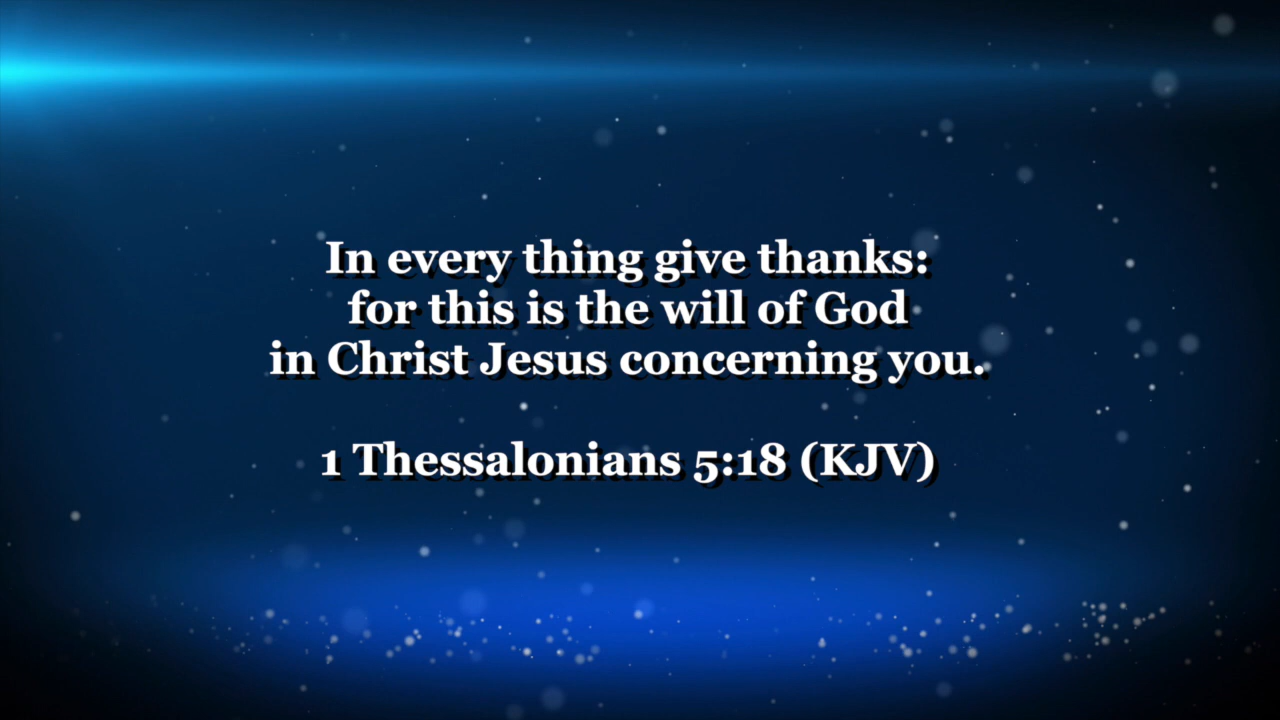 In every thing give thanks:
for this is the will of God
in Christ Jesus concerning you.
1 Thessalonians 5:18 (KJV)